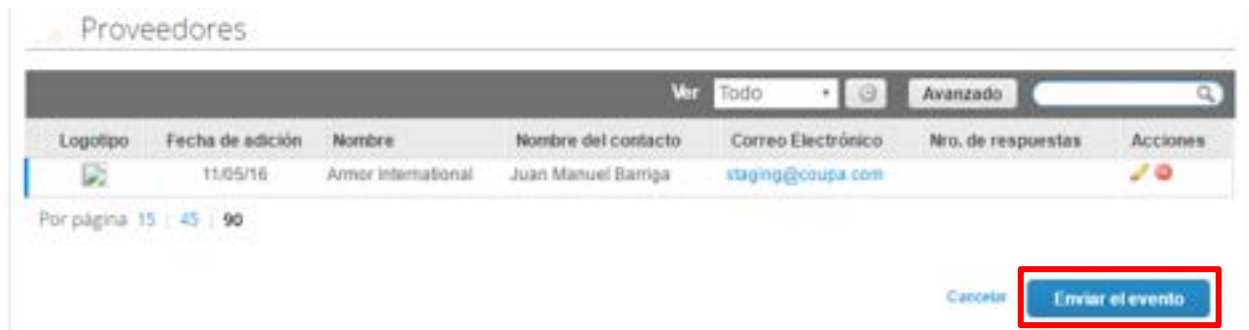 Proveedores
Ver Todo Avanzado
Logotipo Fecha de adición Nombre Nombre del contacto Correo Electrónico Nro. de respuestas Acciones
11/05/16 Armor International Juan Manuel Barriga staging@coupa.com
Por página 15 | 45 | 90
Cancelar Enviar el evento